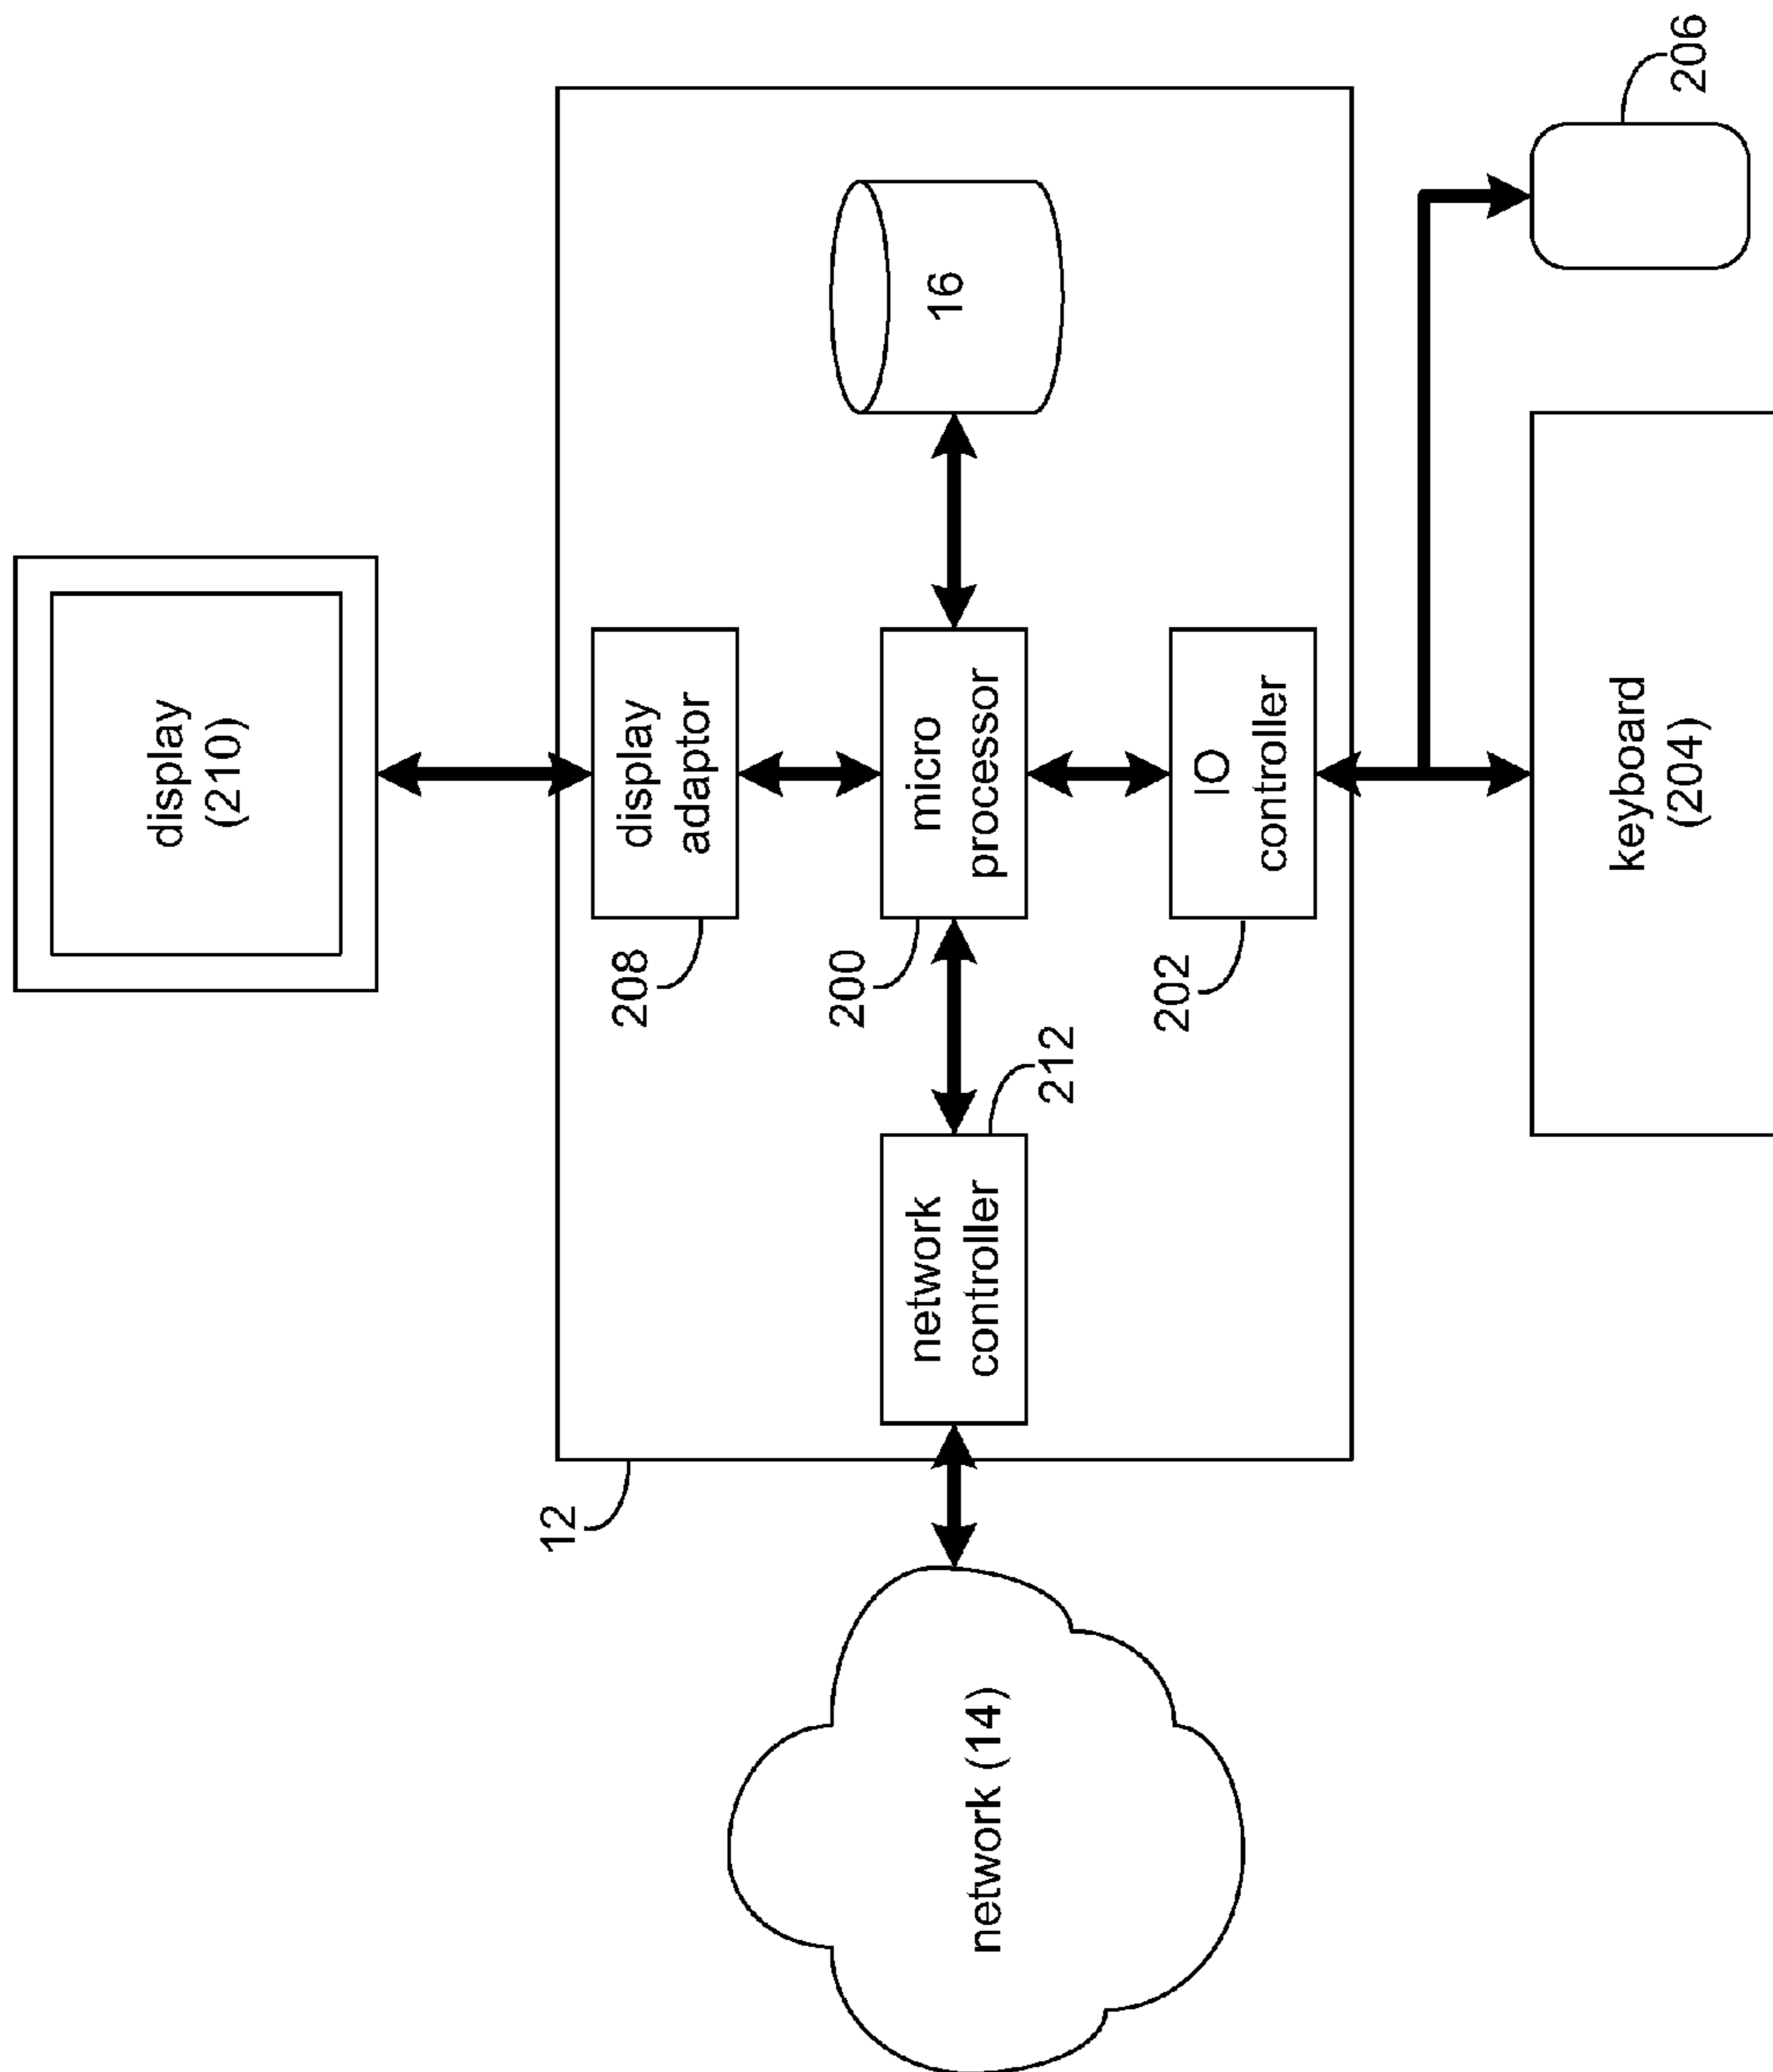 display
(210)
12
208
display
adaptor
200
network (14)
network
controller
212
micro
processor
16
202
IO
controller
keyboard
(204)
206